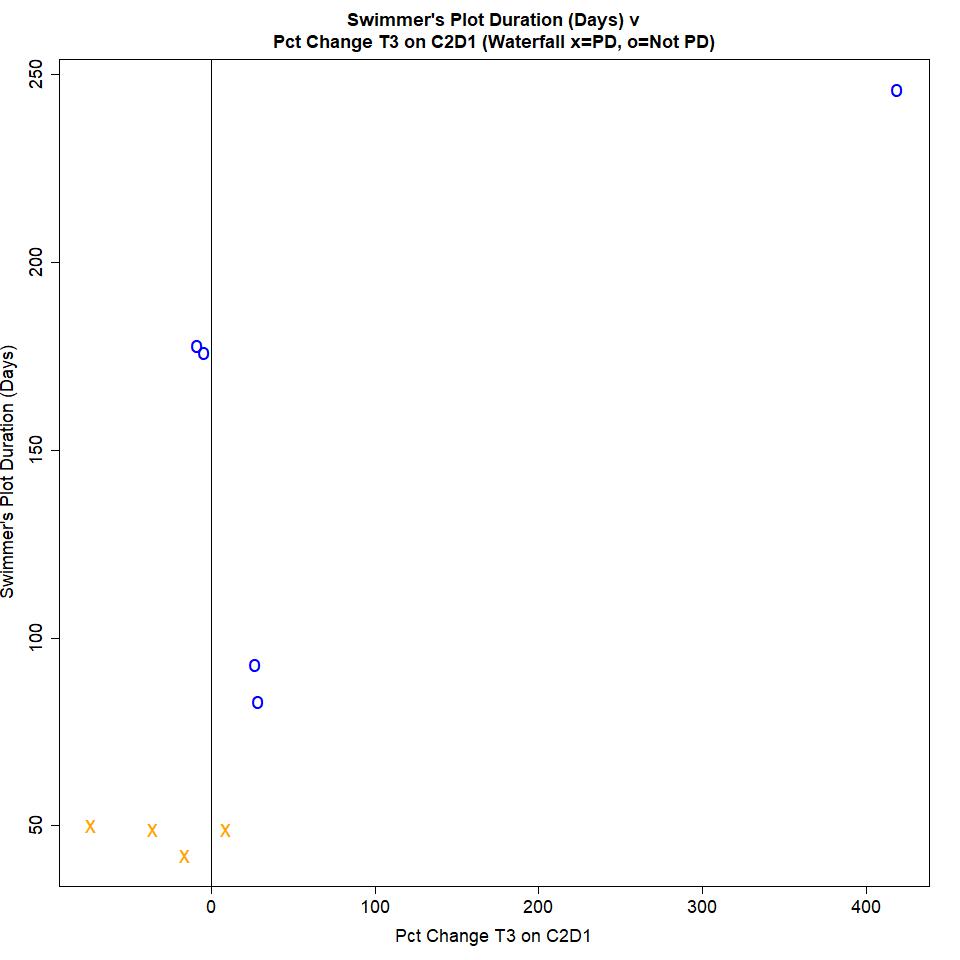 Swimmer's Plot Duration (Days) v
Pct Change T3 on C2D1 (Waterfall x=PD, o=Not PD)
Swimmer's Plot Duration (Days)
250
200
150
100
50
O
O
O
O
O
X
X
X
X
0
100
200
300
400
Pct Change T3 on C2D1